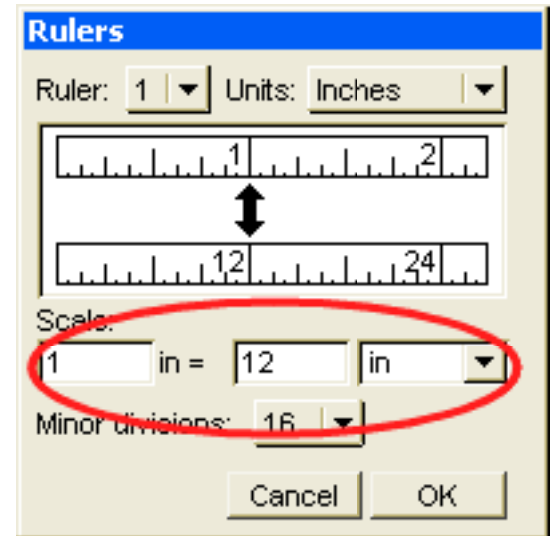 Rulers
Ruler: 1 Units: Inches
1 2
12 24
Scale:
1 in = 12 in
Minor divisions: 16
Cancel OK